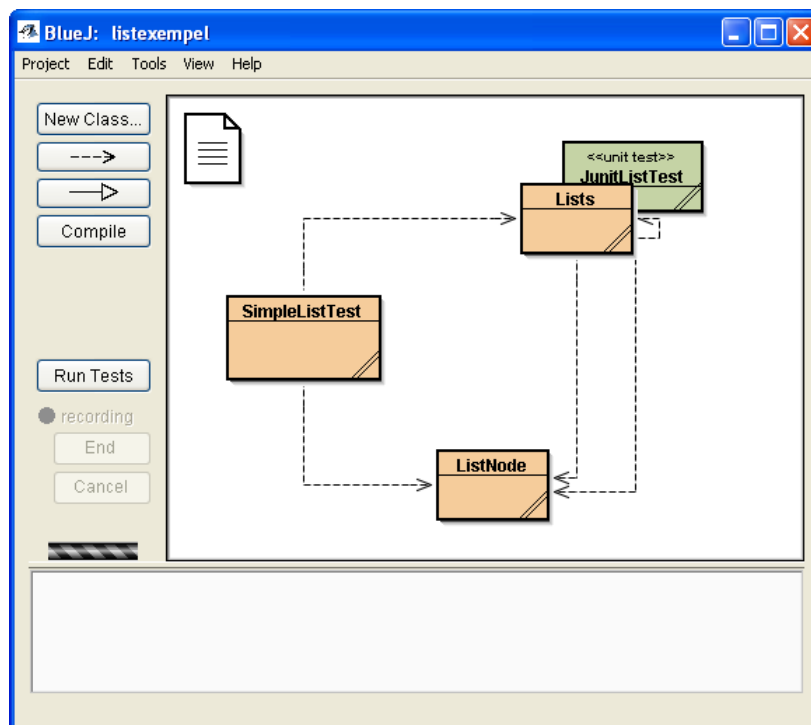 BlueJ: listexempel
Project Edit Tools View Help
New Class...
Compile
Run Tests
recording
End
Cancel
<<unit test>>
JunitListTest
Lists
SimpleListTest
ListNode